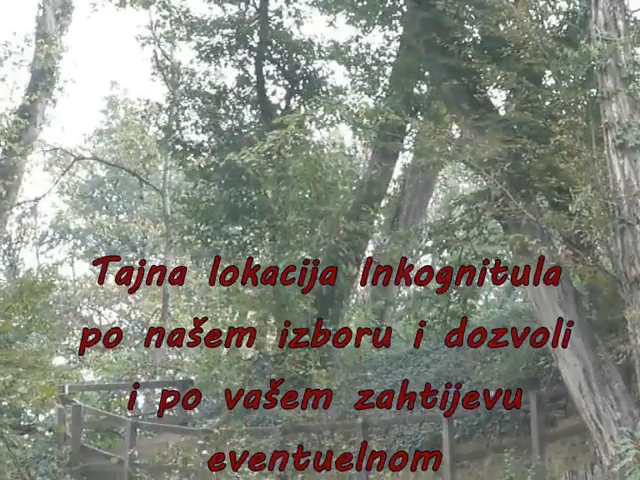 Tajna lokacija Inkognitula
po našem izboru i dozvoli
i po vašem zahtijevu
eventuelnom